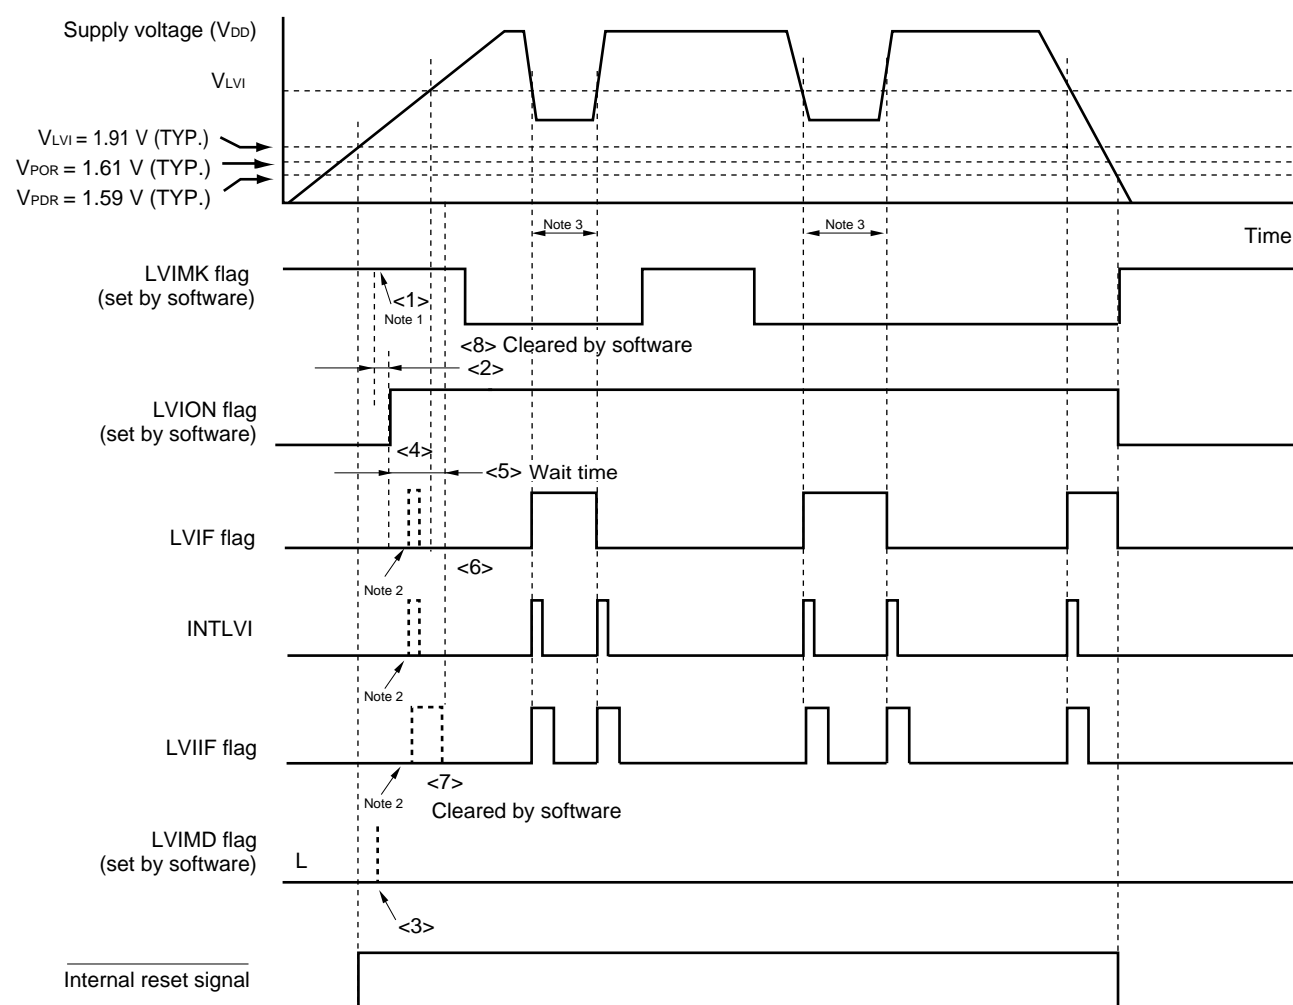 Supply voltage (VDD)
VLVI
VLVI = 1.91 V (TYP.)
VPOR = 1.61 V (TYP.)
VPDR = 1.59 V (TYP.)
Note 3
Note 3
Time
LVIMK flag
(set by software)
<1>
Note 1
<8> Cleared by software
<2>
LVION flag
(set by software)
<4>
<5> Wait time
LVIF flag
<6>
Note 2
INTLVI
Note 2
LVIIF flag
<7>
Note 2
Cleared by software
LVIMD flag
(set by software)
L
<3>
Internal reset signal